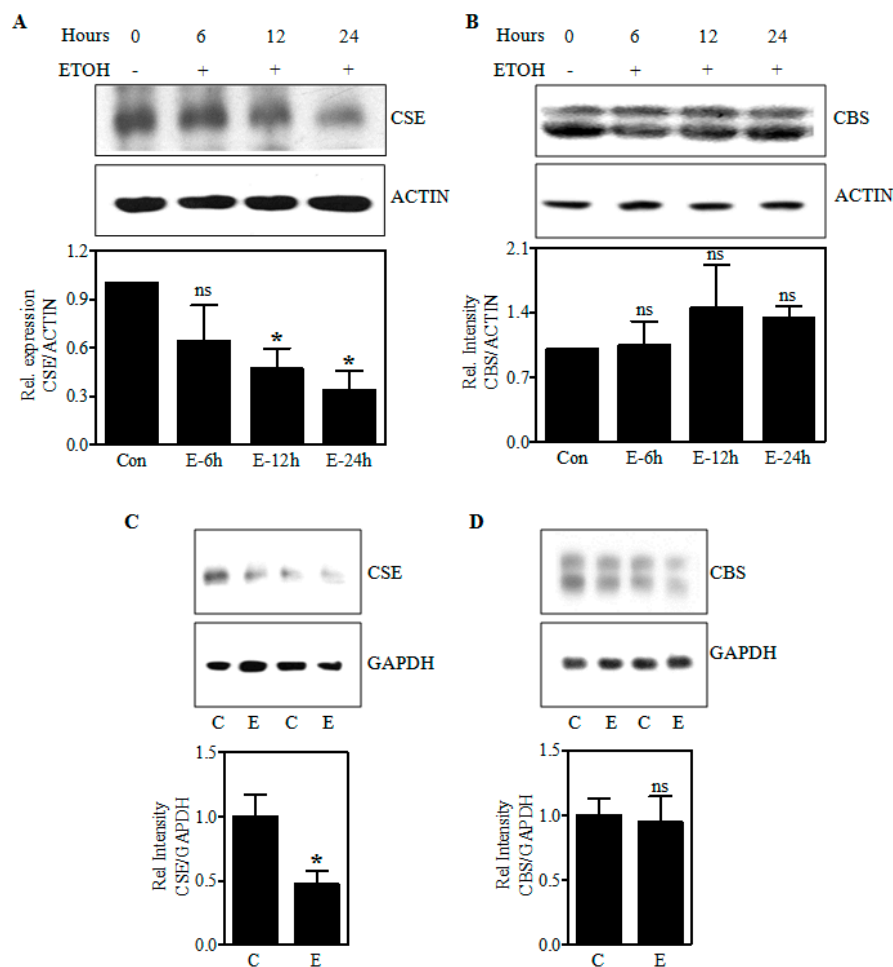 A
Hours 0 6 12 24
ETOH - + + +
CSE
ACTIN
Rel. expression
CSE/ACTIN
1.2
0.9
0.6
0.3
0.0
ns
*
*
Con E-6h E-12h E-24h
B
Hours 0 6 12 24
ETOH - + + +
CBS
ACTIN
Rel. Intensity
CBS/ACTIN
2.1
1.4
0.7
0.0
ns
ns
ns
Con E-6h E-12h E-24h
C
CSE
GAPDH
C E C E
Rel Intensity
CSE/GAPDH
1.5
1.0
0.5
0.0
*
C E
D
CBS
GAPDH
C E C E
Rel Intensity
CBS/GAPDH
1.5
1.0
0.5
0.0
ns
C E